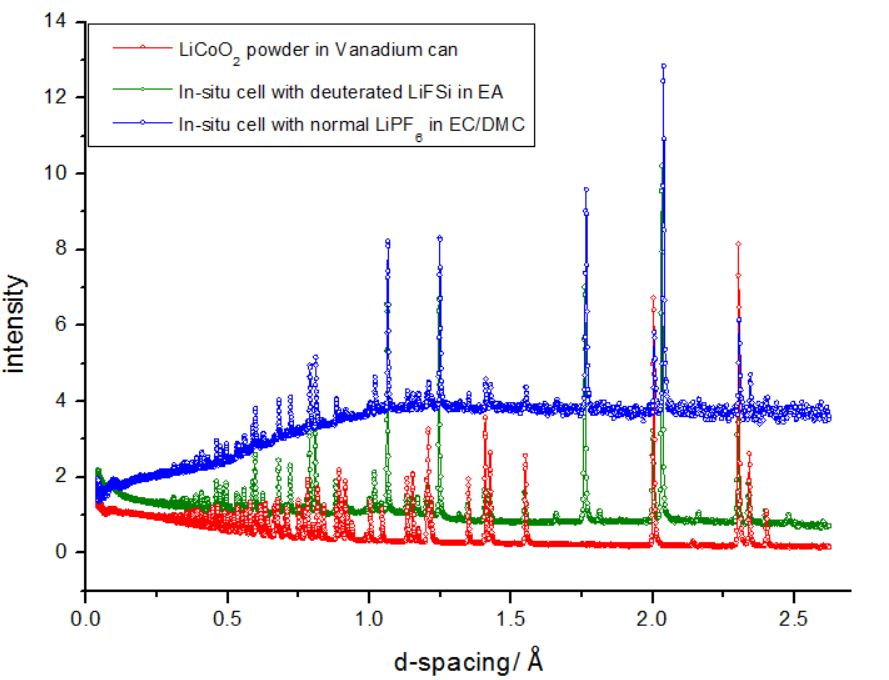 14
12
10
8
6
4
2
0
intensity
LiCoO₂ powder in Vanadium can
In-situ cell with deuterated LiFSi in EA
In-situ cell with normal LiPF₆ in EC/DMC
0.0 0.5 1.0 1.5 2.0 2.5
d-spacing/ Å